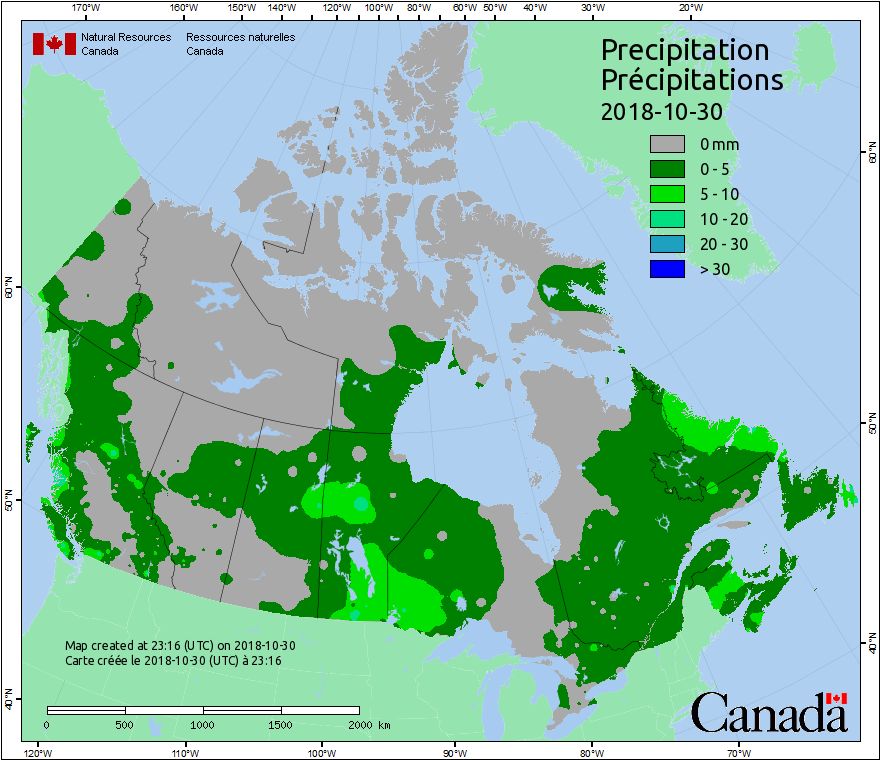 170°W 160°W 150°W 140°W 130°W 120°W 110°W 100°W 90°W 80°W 70°W 60°W 50°W 40°W 30°W 20°W
Natural Resources Canada
Ressources naturelles Canada
Precipitation
Précipitations
2018-10-30
0 mm
0 - 5
5 - 10
10 - 20
20 - 30
> 30
60°N
60°N
50°N
50°N
40°N
40°N
Map created at 23:16 (UTC) on 2018-10-30
Carte créée le 2018-10-30 (UTC) à 23:16
0 500 1000 1500 2000 km
Canada
120°W 110°W 100°W 90°W 80°W 70°W